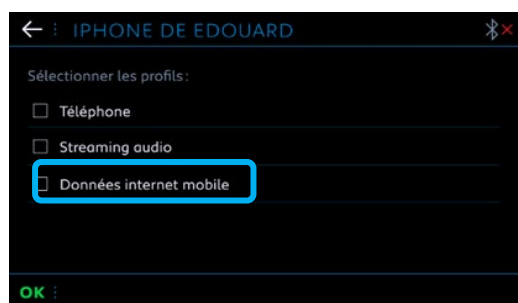 IPHONE DE EDOUARD
Sélectionner les profils:
Téléphone
Streaming audio
Données internet mobile
OK